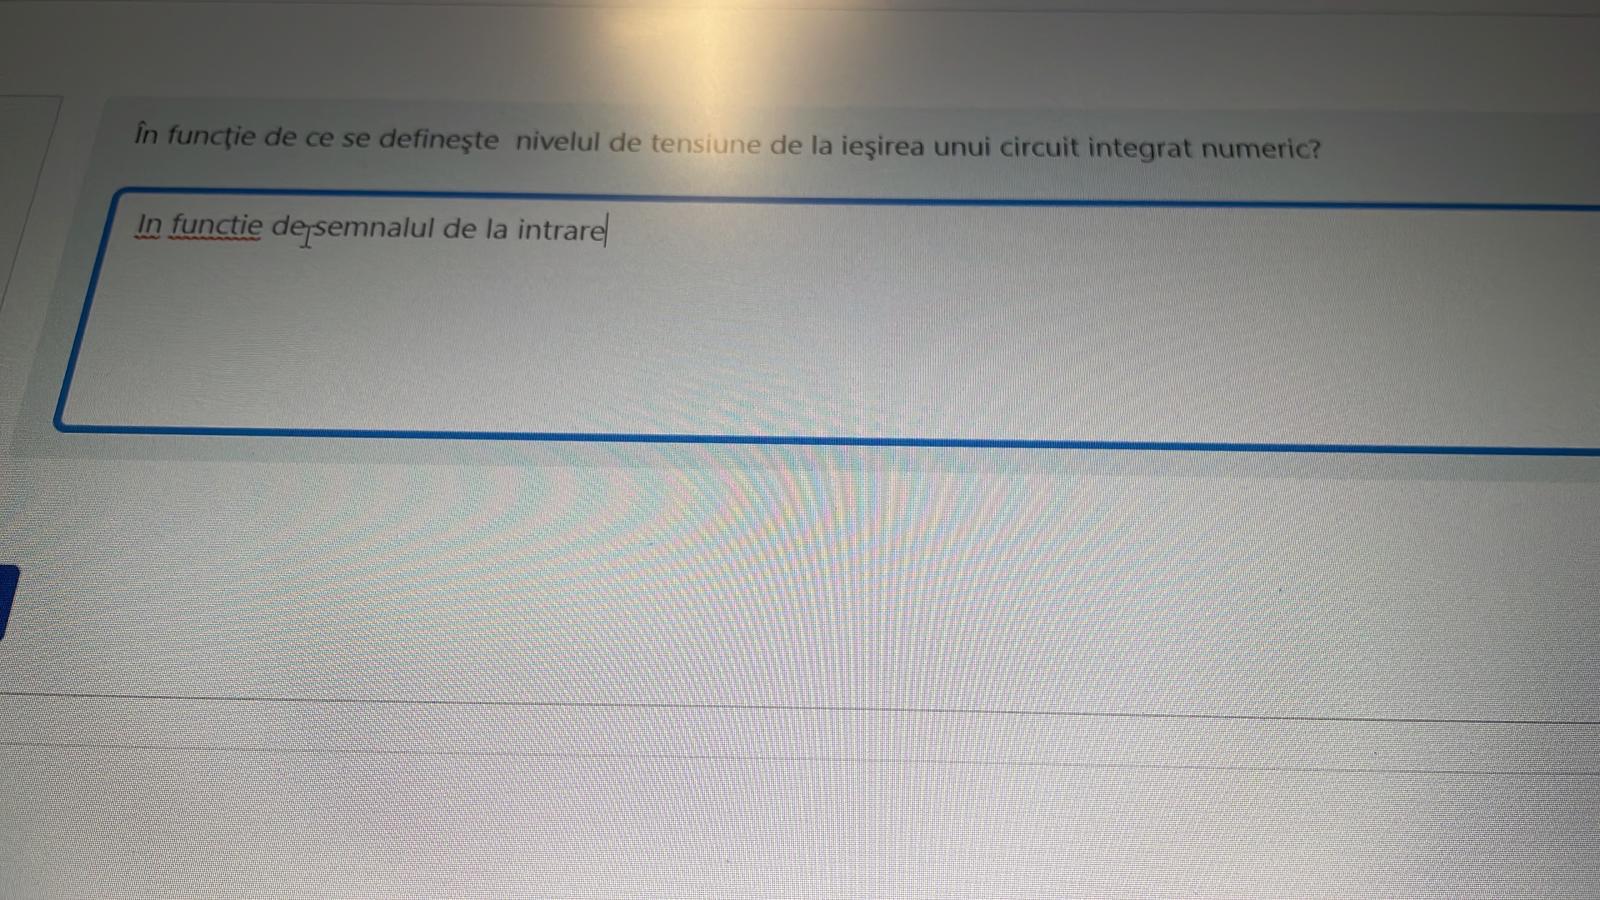 În funcţie de ce se defineşte nivelul de tensiune de la ieşirea unui circuit integrat numeric?
In functie de semnalul de la intrare